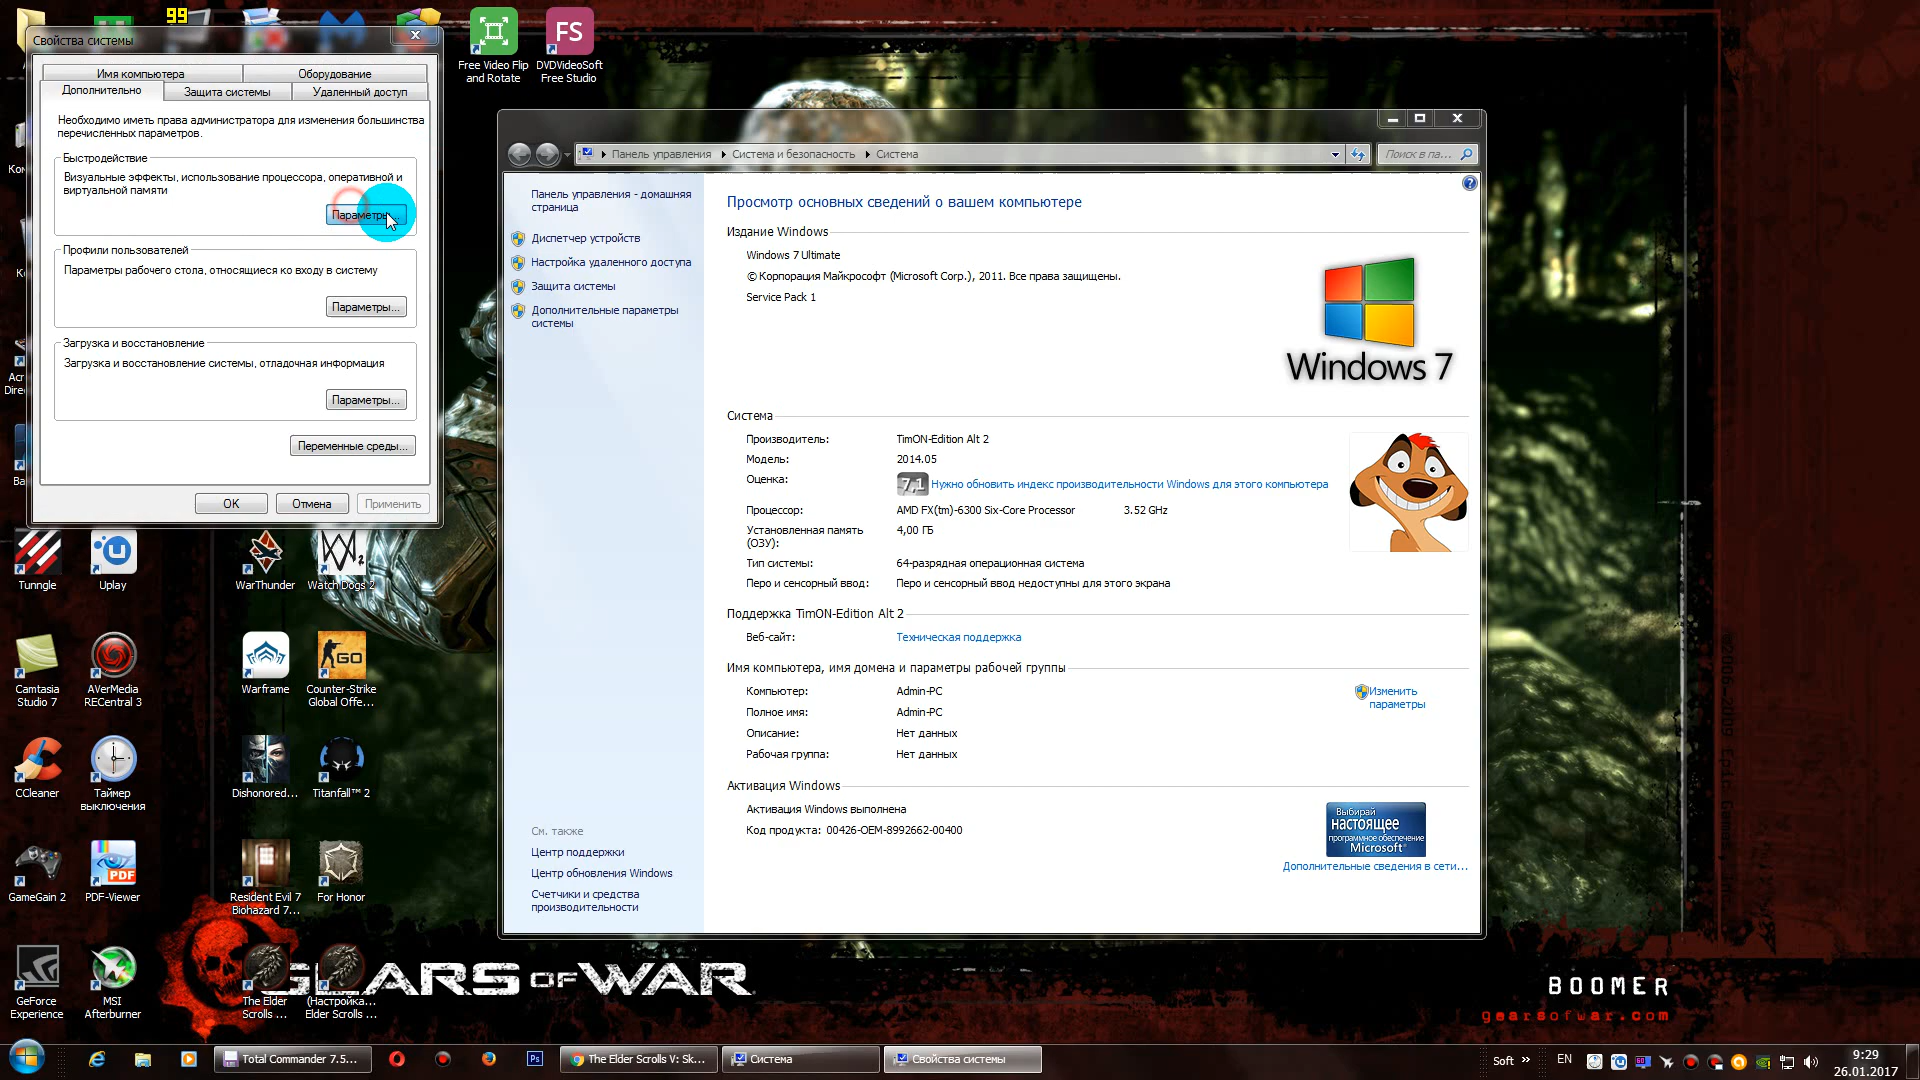 99
Свойства системы
Имя компьютера
Оборудование
Дополнительно
Защита системы
Удаленный доступ
Необходимо иметь права администратора для изменения большинства
перечисленных параметров.
Быстродействие
Визуальные эффекты, использование процессора, оперативной и
виртуальной памяти
Параметры...
Профили пользователей
Параметры рабочего стола, относящиеся ко входу в систему
Параметры...
Загрузка и восстановление
Загрузка и восстановление системы, отладочная информация
Параметры...
Переменные среды...
OK
Отмена
Применить
Free Video Flip
and Rotate
FS
DVDVideoSoft
Free Studio
Панель управления
Система и безопасность
Система
Поиск в па...
Панель управления - домашняя
страница
Диспетчер устройств
Настройка удаленного доступа
Защита системы
Дополнительные параметры
системы
См. также
Центр поддержки
Центр обновления Windows
Счетчики и средства
производительности
Просмотр основных сведений о вашем компьютере
Издание Windows
Windows 7 Ultimate
© Корпорация Майкрософт (Microsoft Corp.), 2011. Все права защищены.
Service Pack 1
Windows 7
Система
Производитель: TimON-Edition Alt 2
Модель: 2014.05
Оценка: 7,1 Нужно обновить индекс производительности Windows для этого компьютера
Процессор: AMD FX(tm)-6300 Six-Core Processor 3.52 GHz
Установленная память
(ОЗУ): 4,00 ГБ
Тип системы: 64-разрядная операционная система
Перо и сенсорный ввод: Перо и сенсорный ввод недоступны для этого экрана
Поддержка TimON-Edition Alt 2
Веб-сайт: Техническая поддержка
Имя компьютера, имя домена и параметры рабочей группы
Компьютер: Admin-PC
Изменить
параметры
Полное имя: Admin-PC
Описание: Нет данных
Рабочая группа: Нет данных
Активация Windows
Активация Windows выполнена
Код продукта: 00426-OEM-8992662-00400
Выбирай
настоящее
программное обеспечение
Microsoft®
Дополнительные сведения в сети...
Tunngle
Uplay
WarThunder
Watch Dogs 2
Camtasia
Studio 7
AVerMedia
RECentral 3
Warframe
GO
Counter-Strike
Global Offe...
CCleaner
Таймер
выключения
Dishonored...
Titanfall™ 2
GameGain 2
PDF
PDF-Viewer
Resident Evil 7
Biohazard 7...
For Honor
GeForce
Experience
MSI
Afterburner
The Elder
Scrolls ...
(Настройка...
Elder Scrolls ...
GEARS OF WAR
BOOMER
gearsofwar.com
Total Commander 7.5...
Ps
The Elder Scrolls V: Sk...
Система
Свойства системы
Soft
EN
9:29
26.01.2017